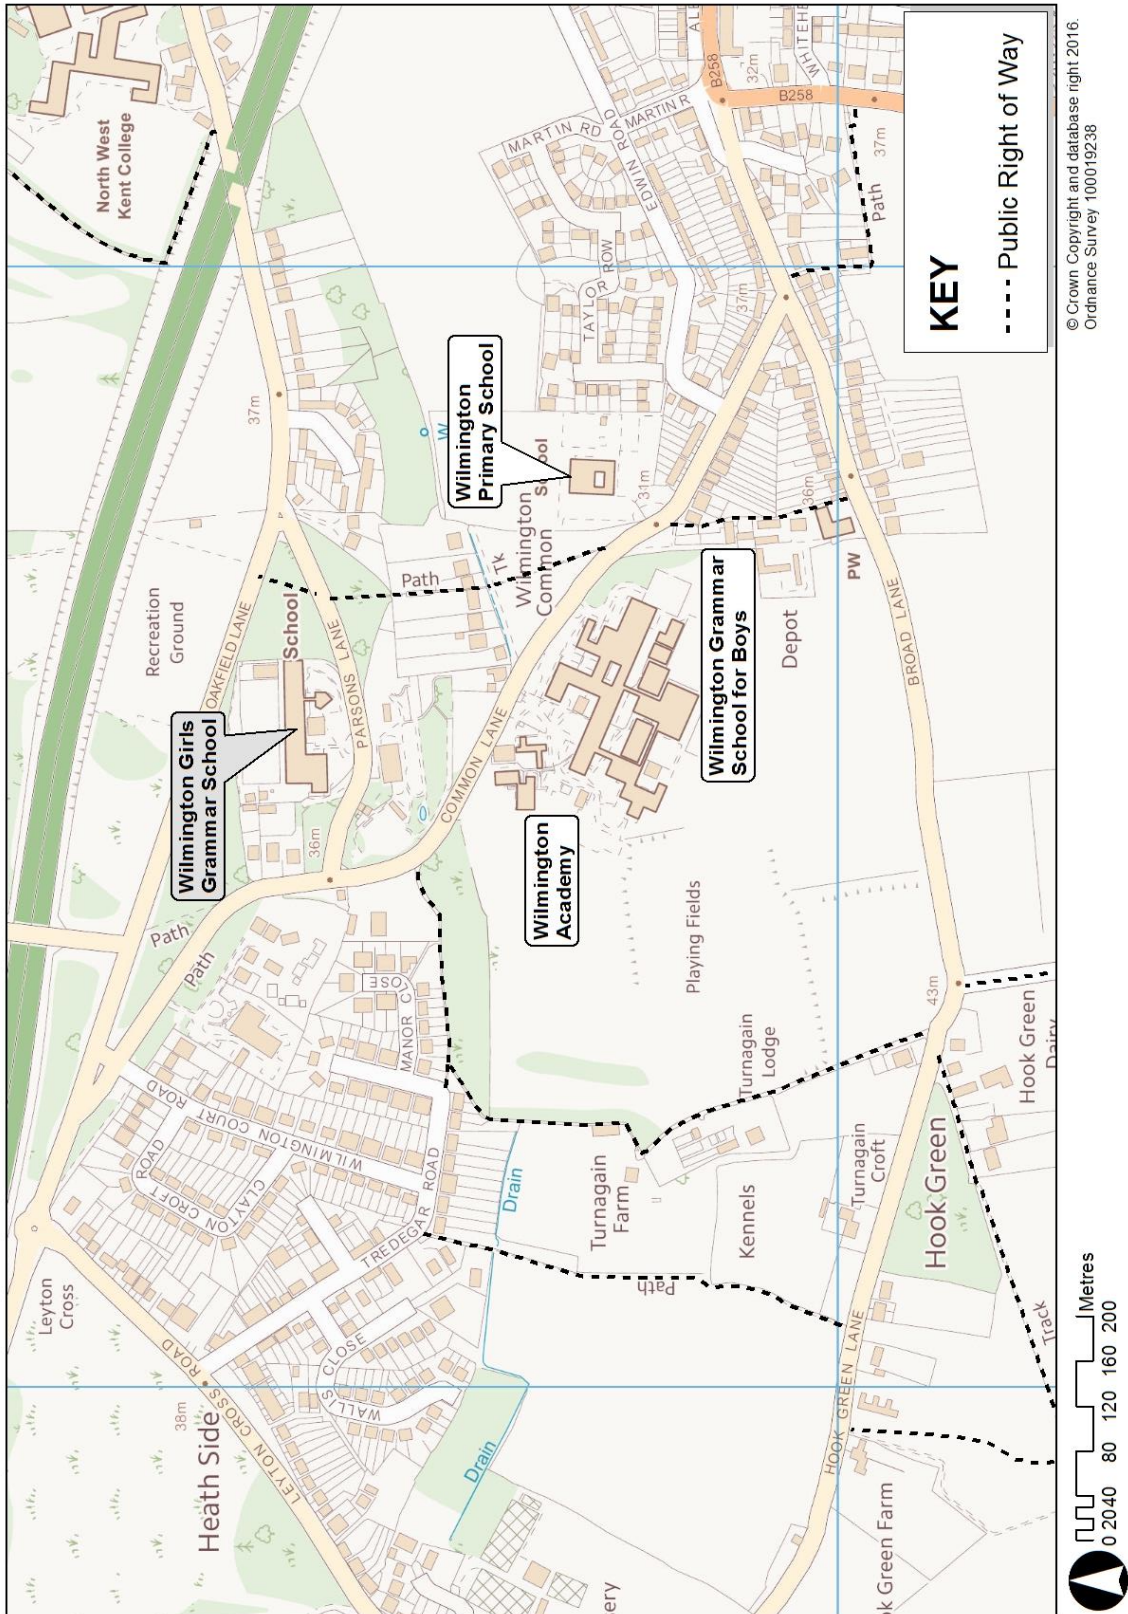 North West
Kent College
B258
32m
B258
37m
Path
ALE
WHITEHE
MARTIN RD
MARTIN R
EDWIN ROAD
TAYLOR ROW
37m
37m
Wilmington
Primary School
School
W
31m
36m
Tk
Wilmington
Common
Path
Recreation
Ground
OAKFIELD LANE
School
PARSONS LANE
Wilmington Girls
Grammar School
36m
COMMON LANE
Wilmington Grammar
School for Boys
Depot
PW
BROAD LANE
Wilmington
Academy
Playing Fields
Path
Path
MANOR CLOSE
Turnagain
Lodge
43m
Hook Green
Dairy
WILMINGTON COURT ROAD
CLAYTON CROFT ROAD
TREDEGAR ROAD
Drain
Turnagain
Farm
Kennels
Turnagain
Croft
Hook Green
Path
Track
Leyton
Cross
LEYTON CROSS ROAD
38m
WALLIS CLOSE
Heath Side
Drain
HOOK GREEN LANE
ok Green Farm
ery
KEY
Public Right of Way
© Crown Copyright and database right 2016.
Ordnance Survey 100019238
0 20 40 80 120 160 200
Metres